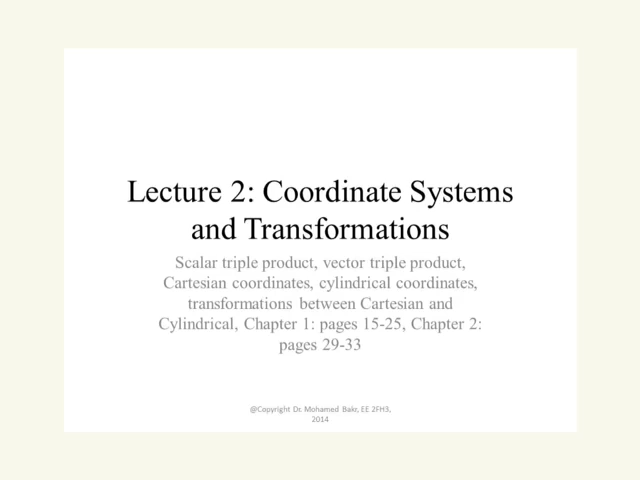 Lecture 2: Coordinate Systems
and Transformations
Scalar triple product, vector triple product,
Cartesian coordinates, cylindrical coordinates,
transformations between Cartesian and
Cylindrical, Chapter 1: pages 15-25, Chapter 2:
pages 29-33
@Copyright Dr. Mohamed Bakr, EE 2FH3,
2014